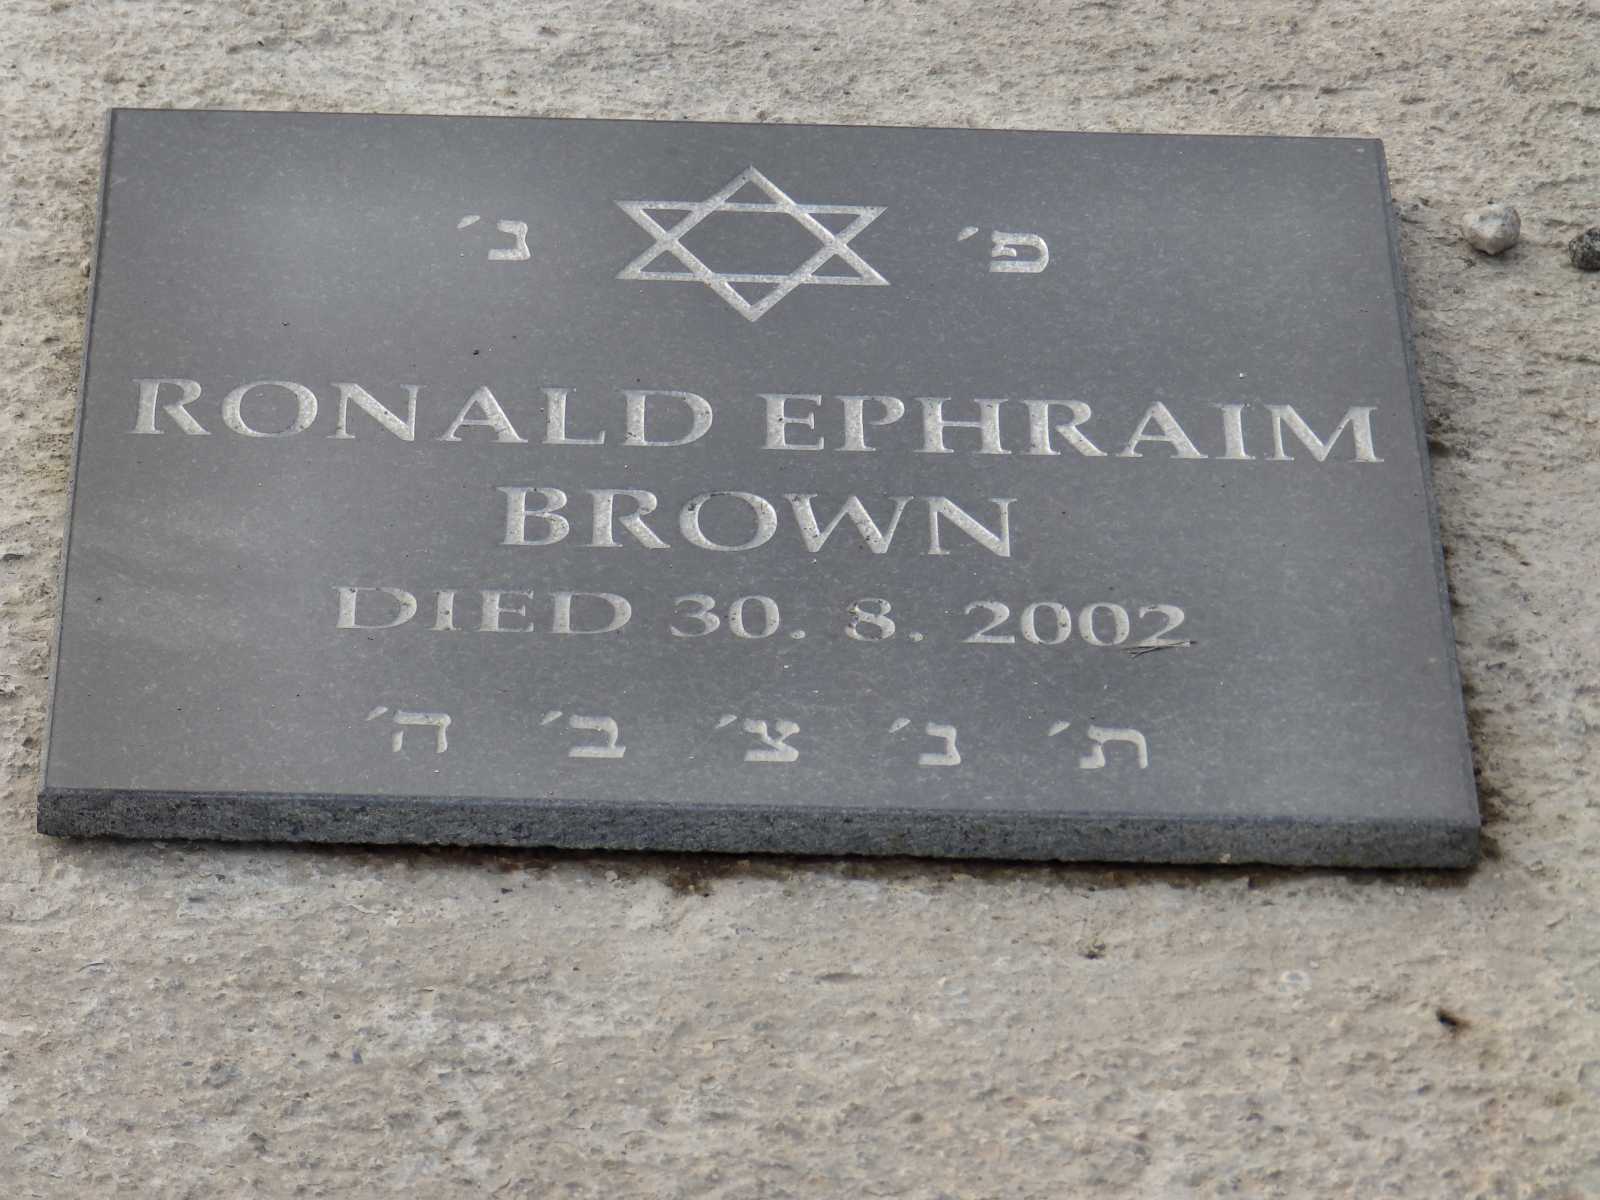 פ׳ נ׳
RONALD EPHRAIM
BROWN
DIED 30. 8. 2002
ת׳ נ׳ צ׳ ב׳ ה׳